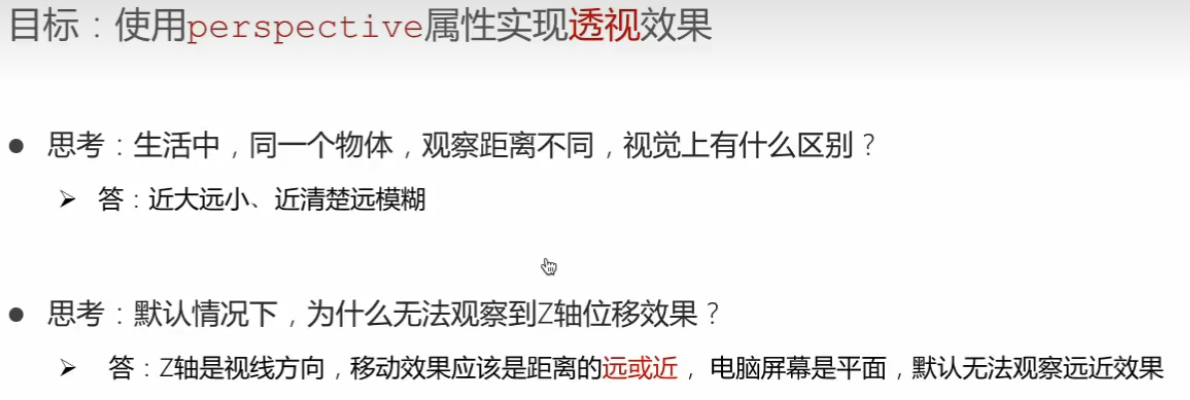 目标：使用perspective属性实现透视效果
● 思考：生活中，同一个物体，观察距离不同，视觉上有什么区别？
➢ 答：近大远小、近清楚远模糊
● 思考：默认情况下，为什么无法观察到Z轴位移效果？
➢ 答：Z轴是视线方向，移动效果应该是距离的远或近， 电脑屏幕是平面，默认无法观察远近效果